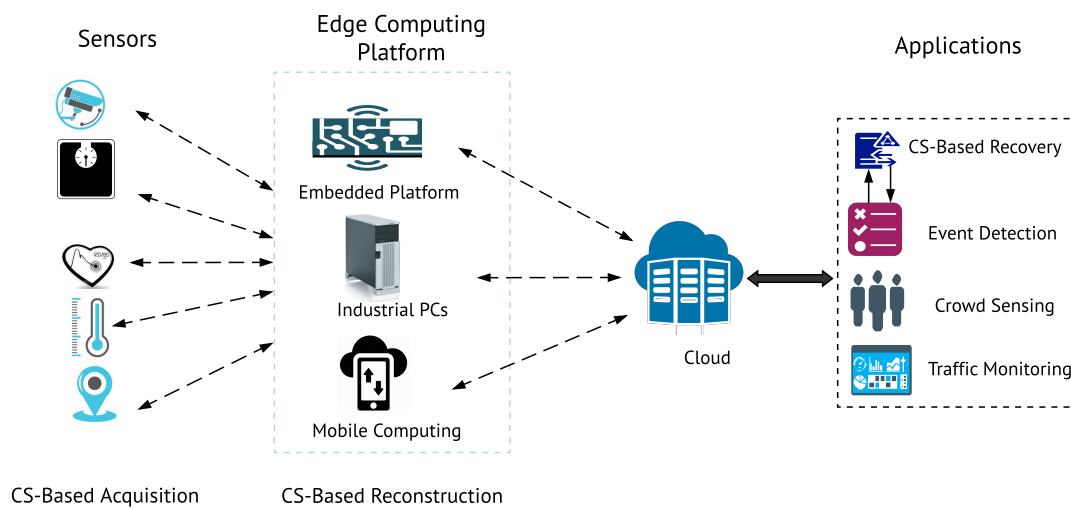 Sensors
Edge Computing
Platform
Applications
CS-Based Recovery
Embedded Platform
Event Detection
Industrial PCs
Crowd Sensing
Cloud
Traffic Monitoring
Mobile Computing
CS-Based Acquisition
CS-Based Reconstruction